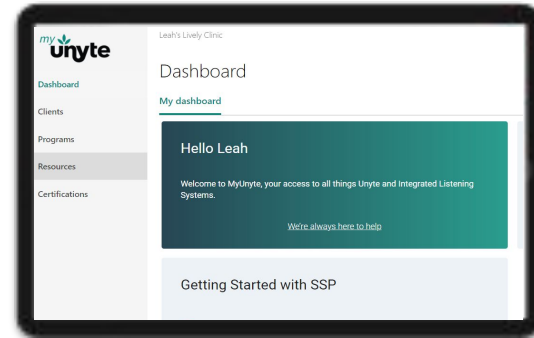 my
unyte
Leah's Lively Clinic
Dashboard
Dashboard
My dashboard
Clients
Programs
Resources
Certifications
Hello Leah
Welcome to MyUnyte, your access to all things Unyte and Integrated Listening
Systems.
We're always here to help
Getting Started with SSP